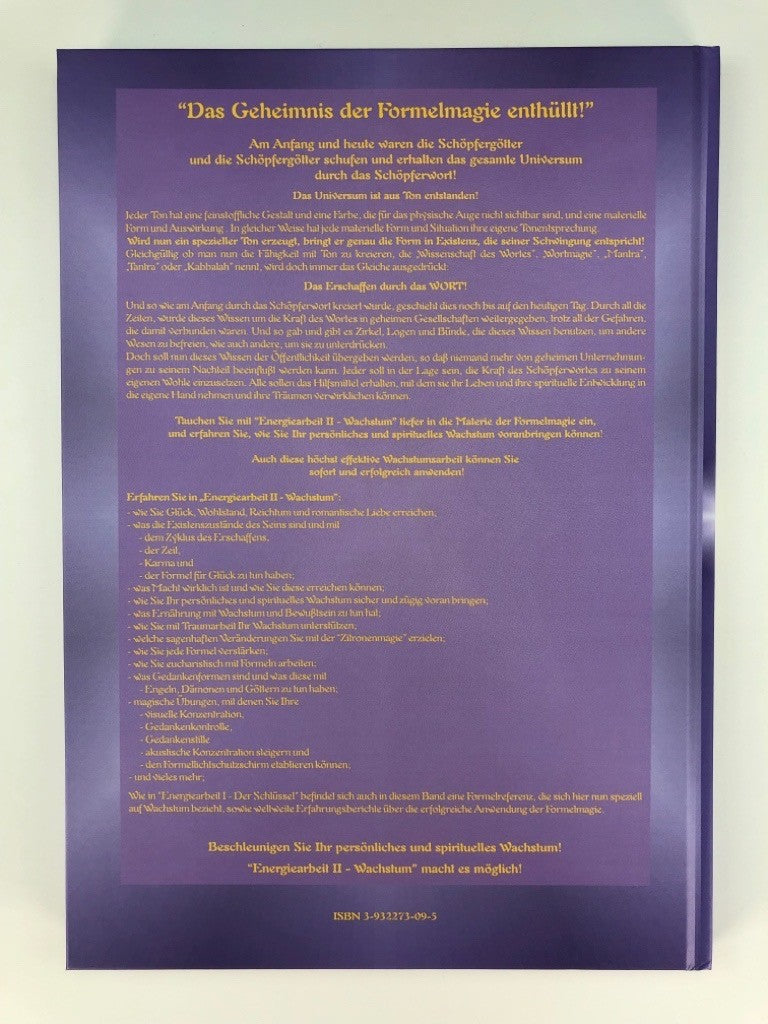 “Das Geheimnis der Formelmagie enthüllt!”
Am Anfang und heute waren die Schöpfergötter
und die Schöpfergötter schufen und erhalten das gesamte Universum
durch das Schöpferwort!
Das Universum ist aus Ton entstanden!
Jeder Ton hat eine feinstoffliche Gestalt und eine Farbe, die für das physische Auge nicht sichtbar sind, und eine materielle
Form und Auswirkung. In gleicher Weise hat jede materielle Form und Situation ihre eigene Tonentsprechung.
Wird nun ein spezieller Ton erzeugt, bringt er genau die Form in Existenz, die seiner Schwingung entspricht!
Gleichgültig ob man nun die Fähigkeit mit Ton zu kreieren, die „Wissenschaft des Wortes”, „Wortmagie”, „Mantra”,
„Tantra” oder „Kabbalah” nennt, wird doch immer das Gleiche ausgedrückt:
Das Erschaffen durch das WORT!
Und so wie am Anfang durch das Schöpferwort kreiert wurde, geschieht dies noch bis auf den heutigen Tag. Durch all die
Zeiten, wurde dieses Wissen um die Kraft des Wortes in geheimen Gesellschaften weitergegeben, trotz all der Gefahren,
die damit verbunden waren. Und so gab und gibt es Zirkel, Logen und Bünde, die dieses Wissen benutzen, um andere
Wesen zu befreien, wie auch andere, um sie zu unterdrücken.
Doch soll nun dieses Wissen der Öffentlichkeit übergeben werden, so daß niemand mehr von geheimen Unternehmun-
gen zu seinem Nachteil beeinflußt werden kann. Jeder soll in der Lage sein, die Kraft des Schöpferwortes zu seinem
eigenen Wohle einzusetzen. Alle sollen das Hilfsmittel erhalten, mit dem sie ihr Leben und ihre spirituelle Entwicklung in
die eigene Hand nehmen und ihre Träumen verwirklichen können.
Tauchen Sie mit "Energiearbeit II - Wachstum" tiefer in die Materie der Formelmagie ein,
und erfahren Sie, wie Sie Ihr persönliches und spirituelles Wachstum voranbringen können!
Auch diese höchst effektive Wachstumsarbeit können Sie
sofort und erfolgreich anwenden!
Erfahren Sie in „Energiearbeit II - Wachstum":
- wie Sie Glück, Wohlstand, Reichtum und romantische Liebe erreichen;
- was die Existenszustände des Seins sind und mit
- dem Zyklus des Erschaffens,
- der Zeit,
- Karma und
- der Formel für Glück zu tun haben;
- was Macht wirklich ist und wie Sie diese erreichen können;
- wie Sie Ihr persönliches und spirituelles Wachstum sicher und zügig voran bringen;
- was Ernährung mit Wachstum und Bewußtsein zu tun hat;
- wie Sie mit Traumarbeit Ihr Wachstum unterstützen;
- welche sagenhaften Veränderungen Sie mit der "Zitronenmagie" erzielen;
- wie Sie jede Formel verstärken;
- wie Sie eucharistisch mit Formeln arbeiten;
- was Gedankenformen sind und was diese mit
- Engeln, Dämonen und Göttern zu tun haben;
- magische Übungen, mit denen Sie Ihre
- visuelle Konzentration,
- Gedankenkontrolle,
- Gedankenstille
- akustische Konzentration steigern und
- den Formellichtschutzschirm etablieren können;
- und vieles mehr;
Wie in "Energiearbeit I - Der Schlüssel" befindet sich auch in diesem Band eine Formelreferenz, die sich hier nun speziell
auf Wachstum bezieht, sowie weltweite Erfahrungsberichte über die erfolgreiche Anwendung der Formelmagie.
Beschleunigen Sie Ihr persönliches und spirituelles Wachstum!
“Energiearbeit II - Wachstum” macht es möglich!
ISBN 3-932273-09-5